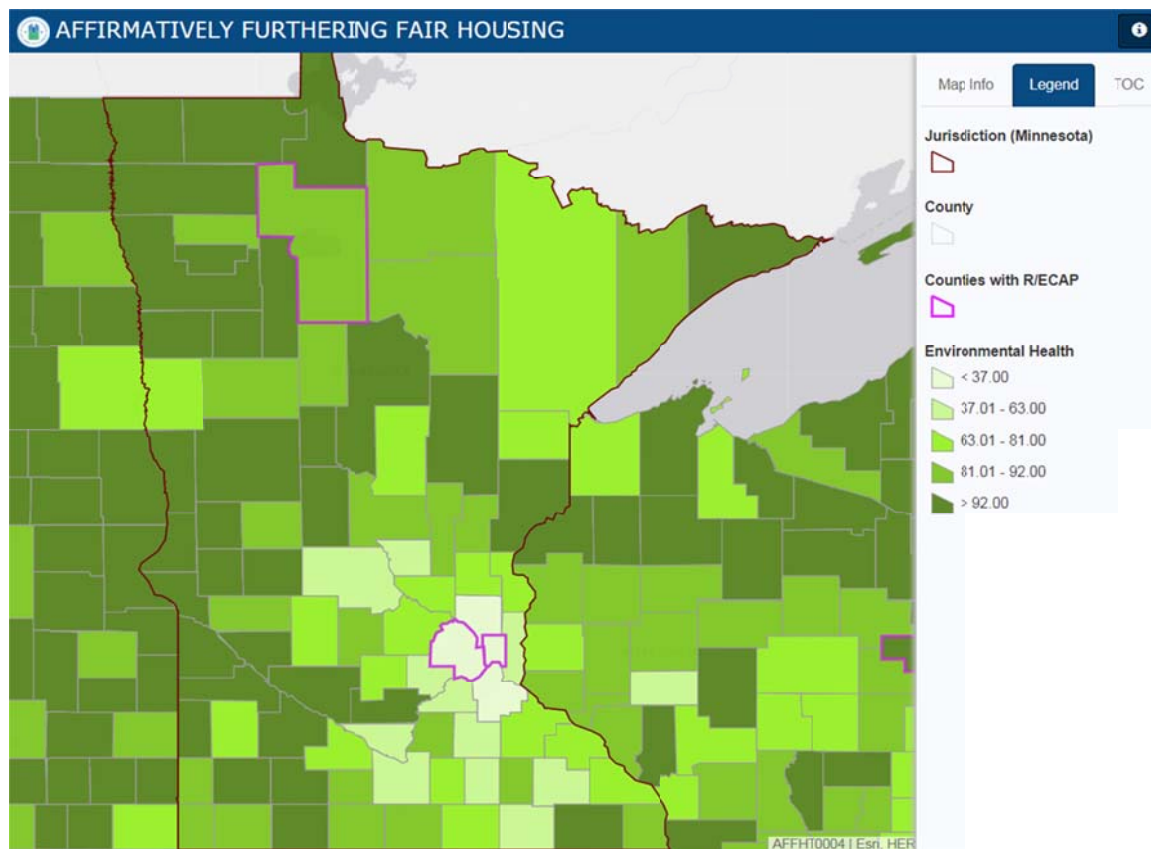 AFFIRMATIVELY FURTHERING FAIR HOUSING
Map Info Legend TOC
Jurisdiction (Minnesota)
County
Counties with R/ECAP
Environmental Health
< 37.00
37.01 - 63.00
63.01 - 81.00
81.01 - 92.00
> 92.00
AFFHT0004 | Esri, HER